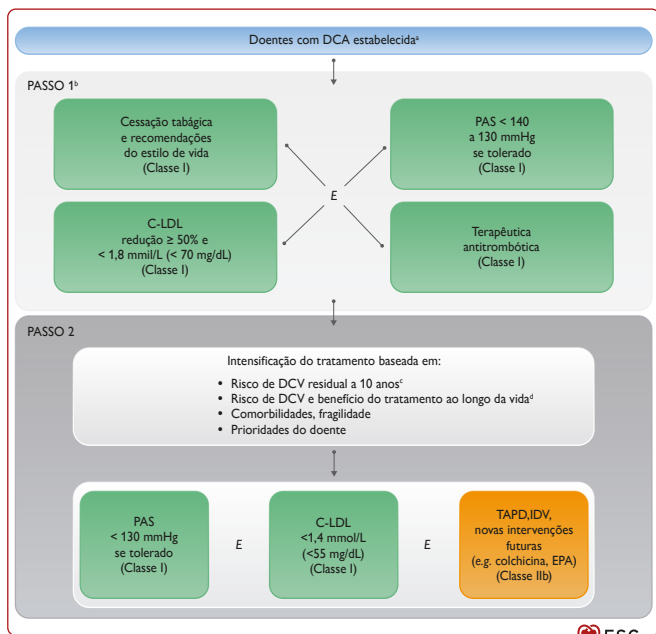 Doentes com DCA estabelecidaᵃ
PASSO 1ᵇ
Cessação tabágica
e recomendações
do estilo de vida
(Classe I)
PAS < 140
a 130 mmHg
se tolerado
(Classe I)
E
C-LDL
redução ≥ 50% e
< 1,8 mmil/L (< 70 mg/dL)
(Classe I)
Terapêutica
antitrombótica
(Classe I)
PASSO 2
Intensificação do tratamento baseada em:
• Risco de DCV residual a 10 anosᶜ
• Risco de DCV e benefício do tratamento ao longo da vidaᵈ
• Comorbilidades, fragilidade
• Prioridades do doente
PAS
< 130 mmHg
se tolerado
(Classe I)
E
C-LDL
<1,4 mmol/L
(<55 mg/dL)
(Classe I)
E
TAPD,IDV,
novas intervenções
futuras
(e.g. colchicina, EPA)
(Classe IIb)
ESC